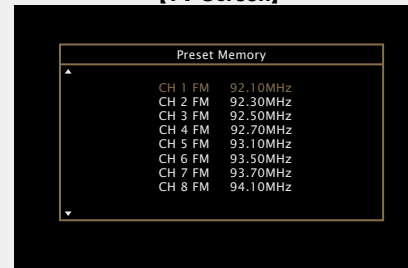 [TV Screen]
Preset Memory
CH 1 FM 92.10MHz
CH 2 FM 92.30MHz
CH 3 FM 92.50MHz
CH 4 FM 92.70MHz
CH 5 FM 93.10MHz
CH 6 FM 93.50MHz
CH 7 FM 93.70MHz
CH 8 FM 94.10MHz